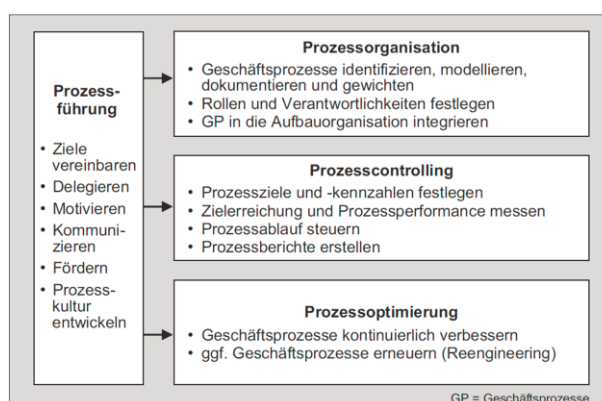 Prozess-
führung
• Ziele
vereinbaren
• Delegieren
• Motivieren
• Kommuni-
zieren
• Fördern
• Prozess-
kultur
entwickeln
Prozessorganisation
• Geschäftsprozesse identifizieren, modellieren,
dokumentieren und gewichten
• Rollen und Verantwortlichkeiten festlegen
• GP in die Aufbauorganisation integrieren
Prozesscontrolling
• Prozessziele und -kennzahlen festlegen
• Zielerreichung und Prozessperformance messen
• Prozessablauf steuern
• Prozessberichte erstellen
Prozessoptimierung
• Geschäftsprozesse kontinuierlich verbessern
• ggf. Geschäftsprozesse erneuern (Reengineering)
GP = Geschäftsprozesse